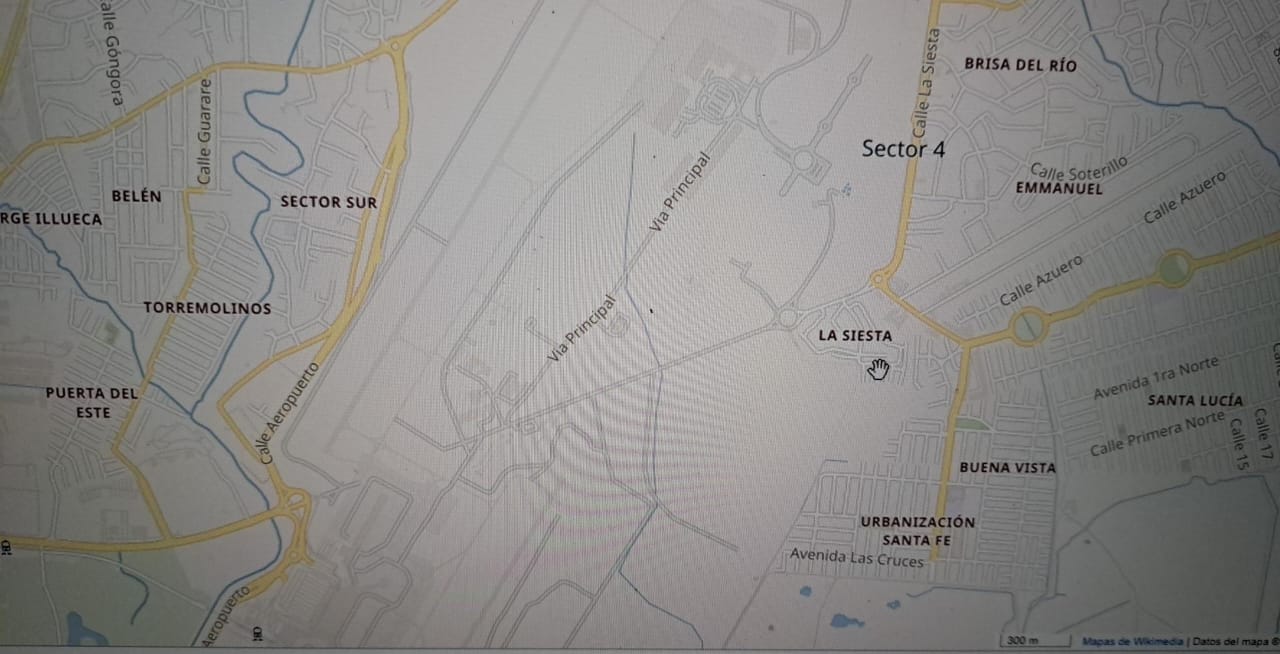 alle Góngora
Calle Guarare
BELÉN
RGE ILLUECA
SECTOR SUR
TORREMOLINOS
PUERTA DEL
ESTE
Calle Aeropuerto
Aeropuerto
Via Principal
Via Principal
Calle La Siesta
BRISA DEL RÍO
Sector 4
Calle Soterillo
EMMANUEL
Calle Azuero
Calle Azuero
LA SIESTA
Avenida 1ra Norte
SANTA LUCÍA
Calle Primera Norte
Calle 15
Calle 17
BUENA VISTA
URBANIZACIÓN
SANTA FE
Avenida Las Cruces
300 m
Mapas de Wikimedia | Datos del mapa ©